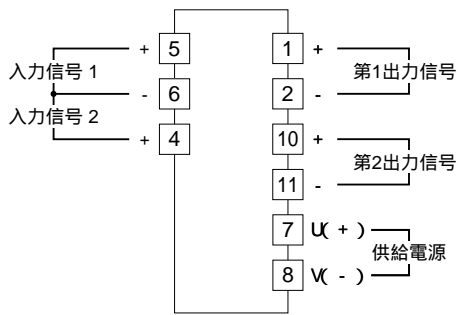 + 5
入力信号 1
- 6
入力信号 2
+ 4
1 +
第1出力信号
2 -
10 +
第2出力信号
11 -
7 U( + )
供給電源
8 V( - )